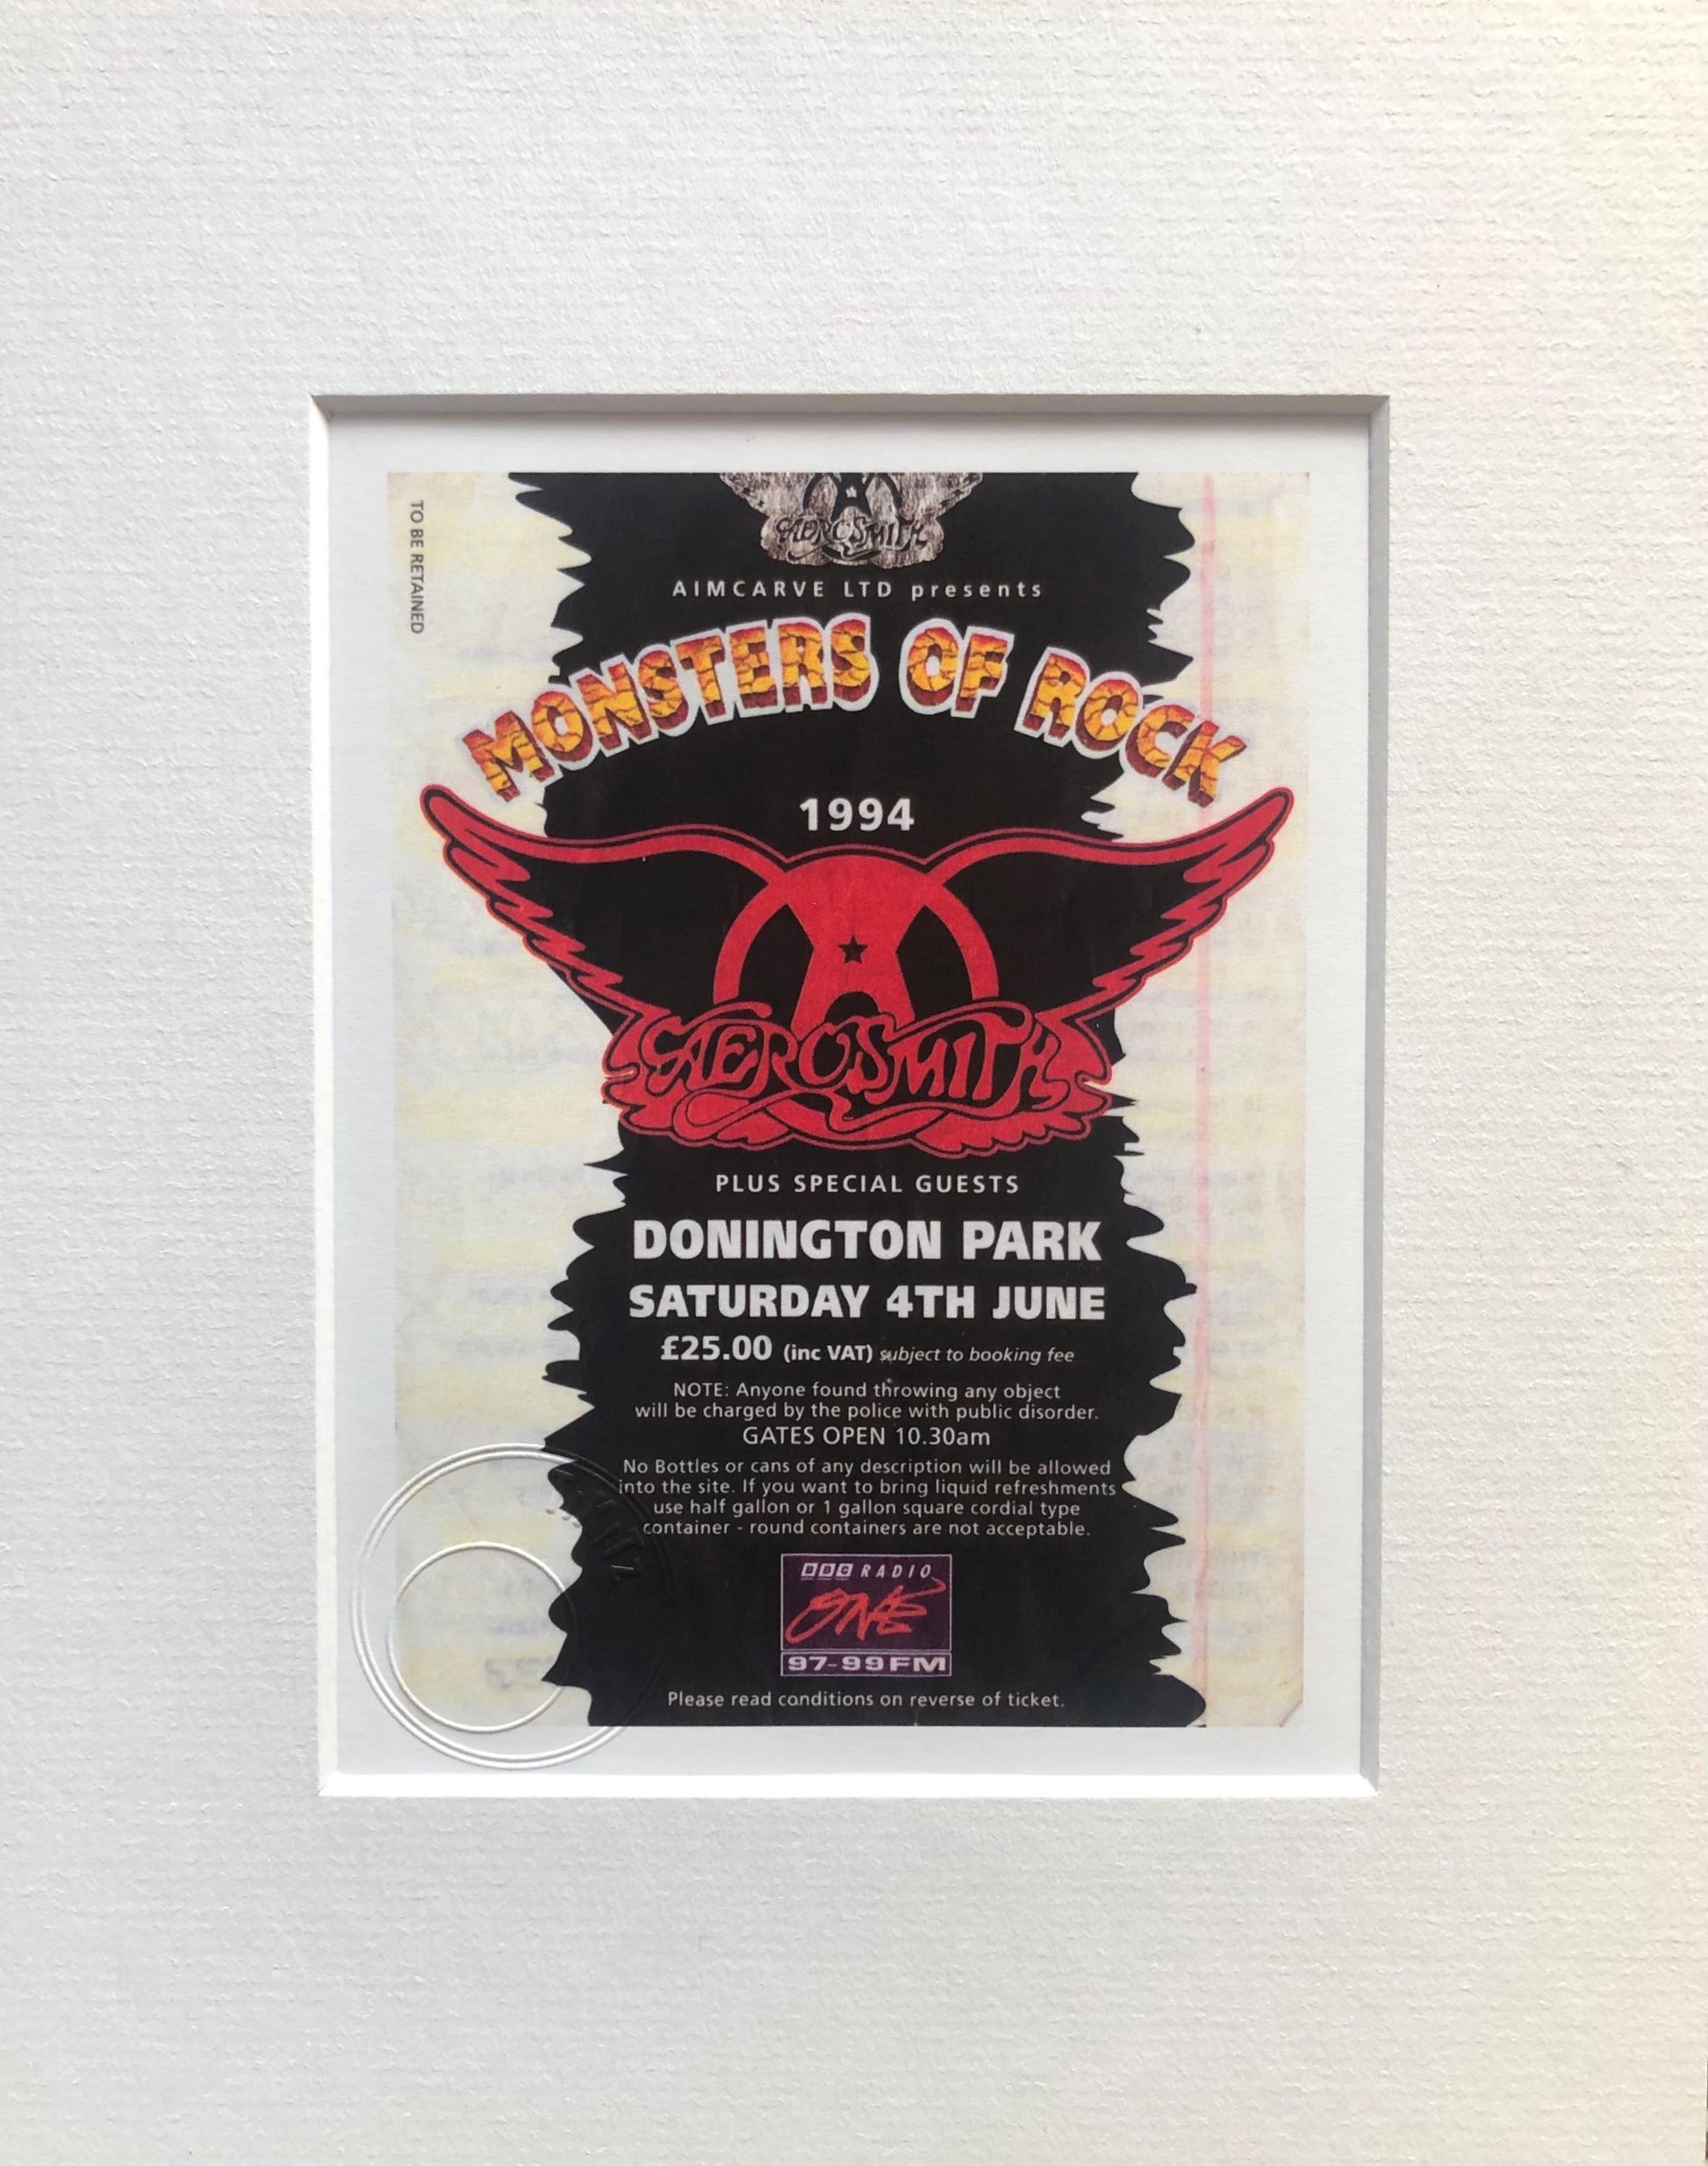 TO BE RETAINED
AEROSMITH
AIMCARVE LTD presents
MONSTERS OF ROCK
1994
A
AEROSMITH
PLUS SPECIAL GUESTS
DONINGTON PARK
SATURDAY 4TH JUNE
£25.00 (inc VAT) subject to booking fee
NOTE: Anyone found throwing any object
will be charged by the police with public disorder.
GATES OPEN 10.30am
No Bottles or cans of any description will be allowed
into the site. If you want to bring liquid refreshments
use half gallon or 1 gallon square cordial type
container - round containers are not acceptable.
BBC RADIO
ONE
97-99FM
Please read conditions on reverse of ticket.